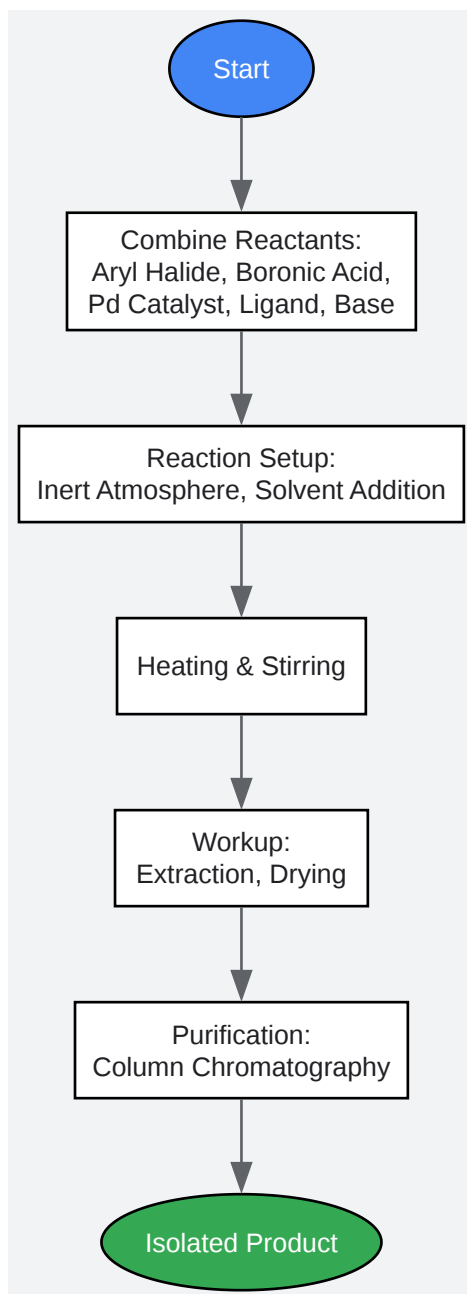 Start
Combine Reactants:
Aryl Halide, Boronic Acid,
Pd Catalyst, Ligand, Base
Reaction Setup:
Inert Atmosphere, Solvent Addition
Heating & Stirring
Workup:
Extraction, Drying
Purification:
Column Chromatography
Isolated Product